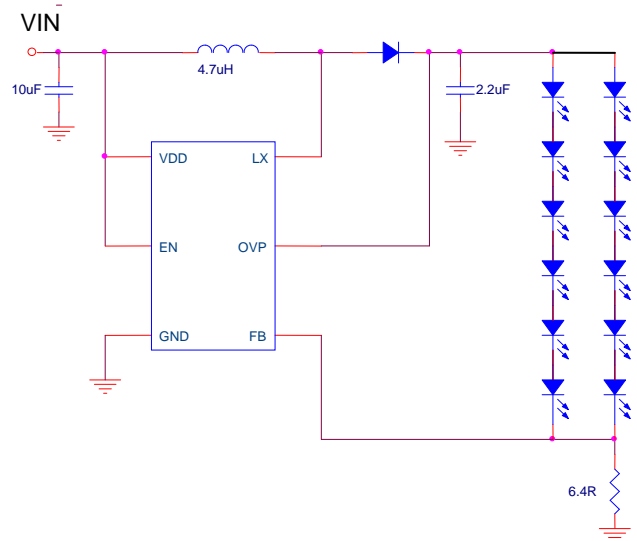 VIN
10uF
4.7uH
2.2uF
VDD LX
EN OVP
GND FB
6.4R